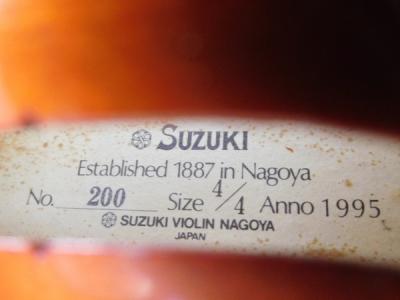 SUZUKI
Established 1887 in Nagoya
No. 200 Size 4/4 Anno 1995
SUZUKI VIOLIN NAGOYA
JAPAN